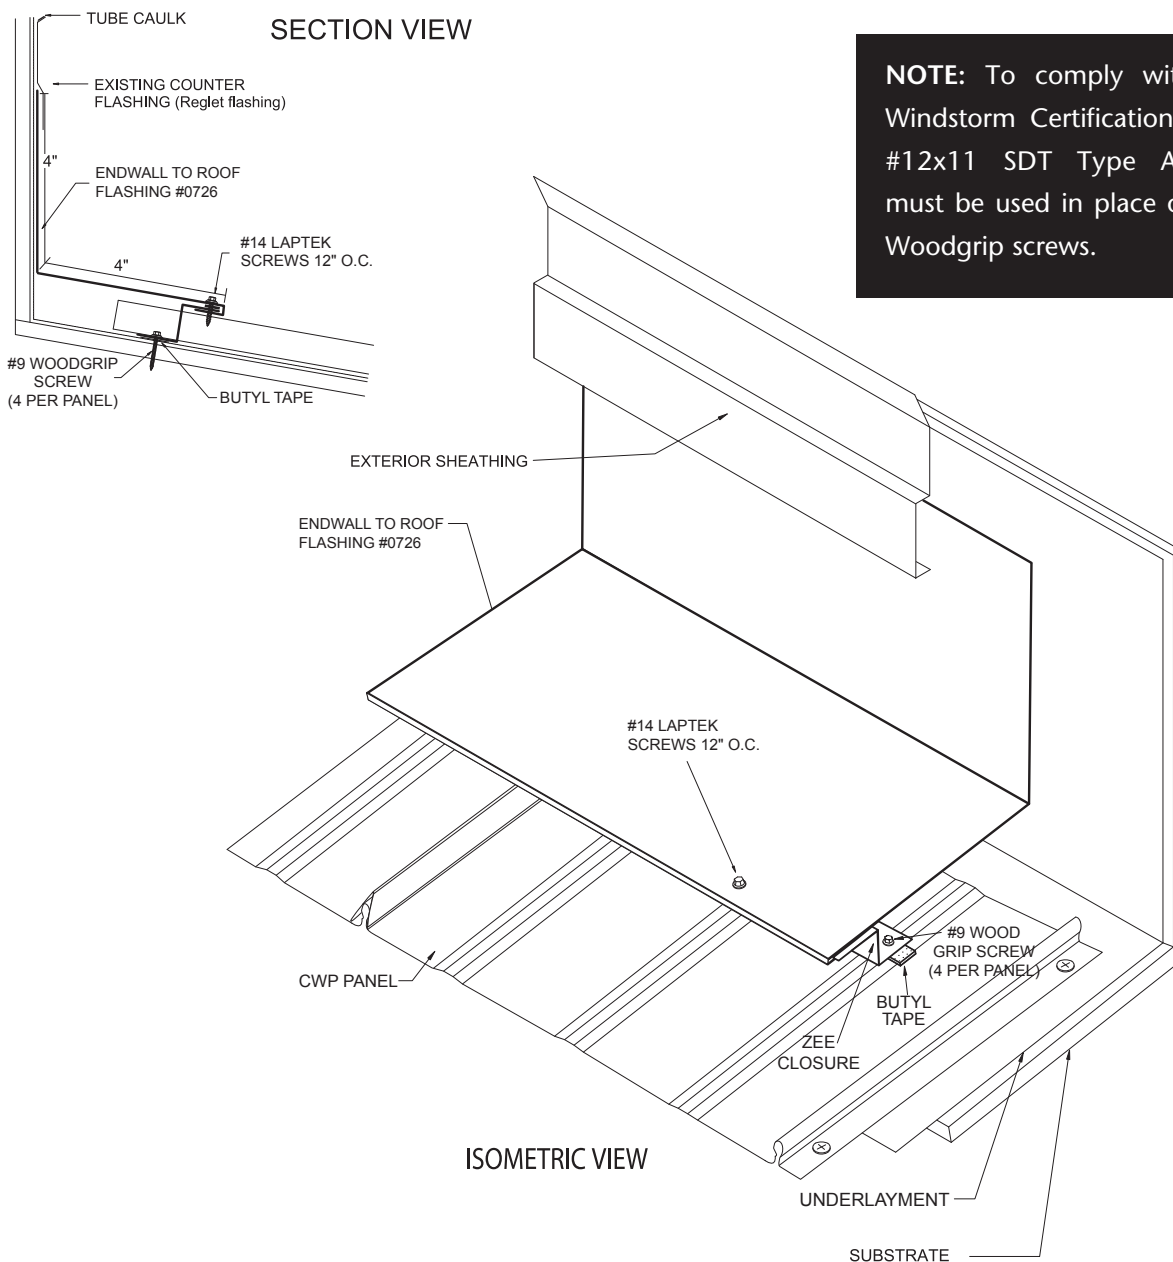 TUBE CAULK
SECTION VIEW
EXISTING COUNTER
FLASHING (Reglet flashing)
4"
ENDWALL TO ROOF
FLASHING #0726
#14 LAPTEK
SCREWS 12" O.C.
4"
#9 WOODGRIP
SCREW
(4 PER PANEL)
BUTYL TAPE
NOTE: To comply
Windstorm Certification
#12x11 SDT Type A
must be used in place
Woodgrip screws.
EXTERIOR SHEATHING
ENDWALL TO ROOF
FLASHING #0726
#14 LAPTEK
SCREWS 12" O.C.
#9 WOOD
GRIP SCREW
(4 PER PANEL)
BUTYL
TAPE
CWP PANEL
ZEE
CLOSURE
ISOMETRIC VIEW
UNDERLAYMENT
SUBSTRATE